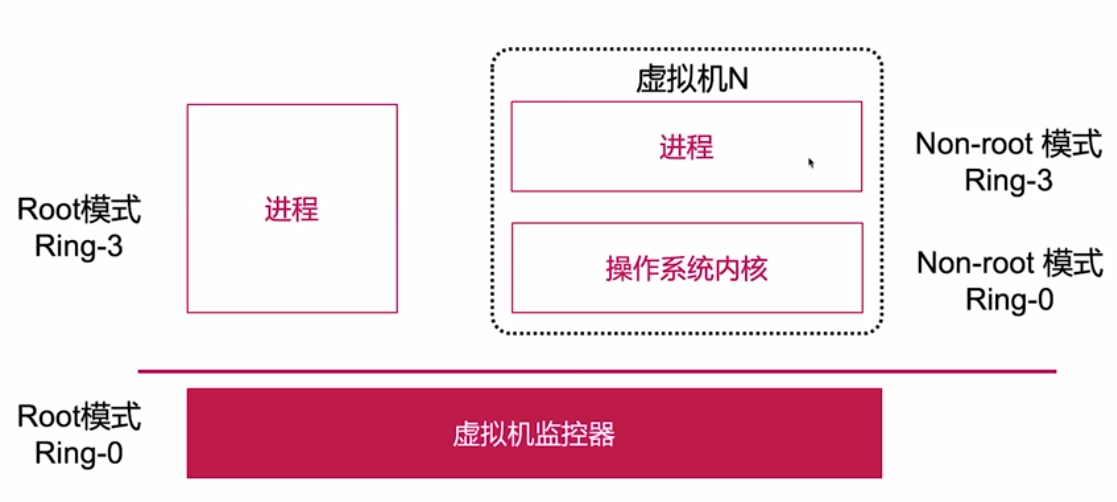 虚拟机N
进程
Non-root 模式
Ring-3
Root模式
Ring-3
进程
操作系统内核
Non-root 模式
Ring-0
Root模式
Ring-0
虚拟机监控器